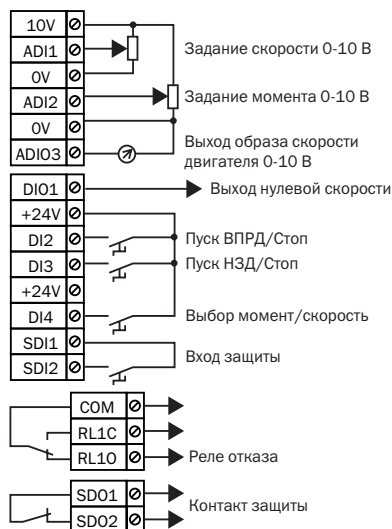 10V
ADI1
Задание скорости 0-10 В
0V
ADI2
Задание момента 0-10 В
0V
ADIO3
Выход образа скорости
двигателя 0-10 В
DIO1
Выход нулевой скорости
+24V
DI2
Пуск ВПРД/Стоп
DI3
Пуск НЗД/Стоп
+24V
DI4
Выбор момент/скорость
SDI1
Вход защиты
SDI2
COM
RL1C
RL1O
Реле отказа
SDO1
Контакт защиты
SDO2